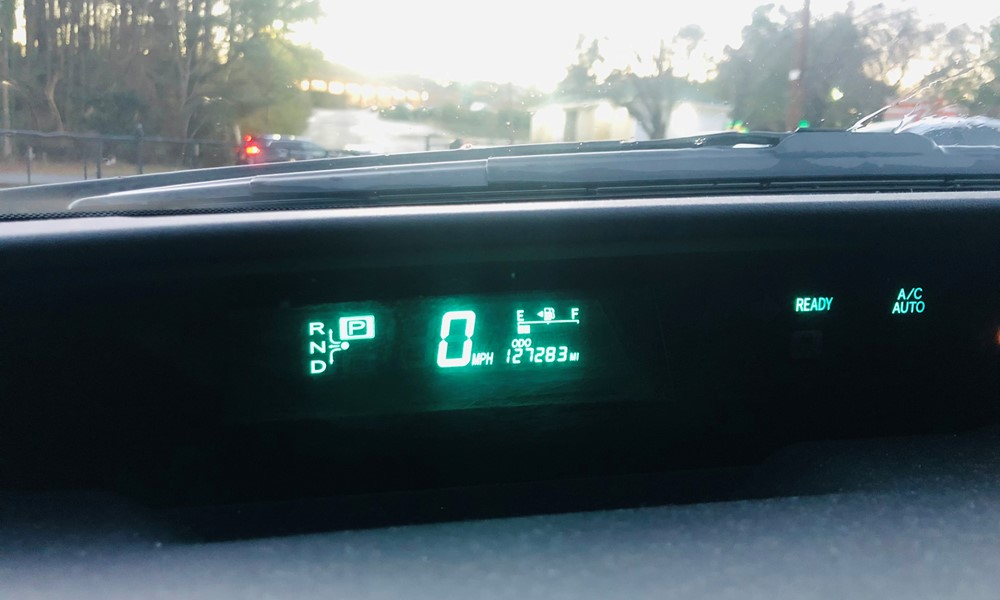 R P
N
D
0 MPH
E F
ODO
127283 MI
READY
A/C
AUTO